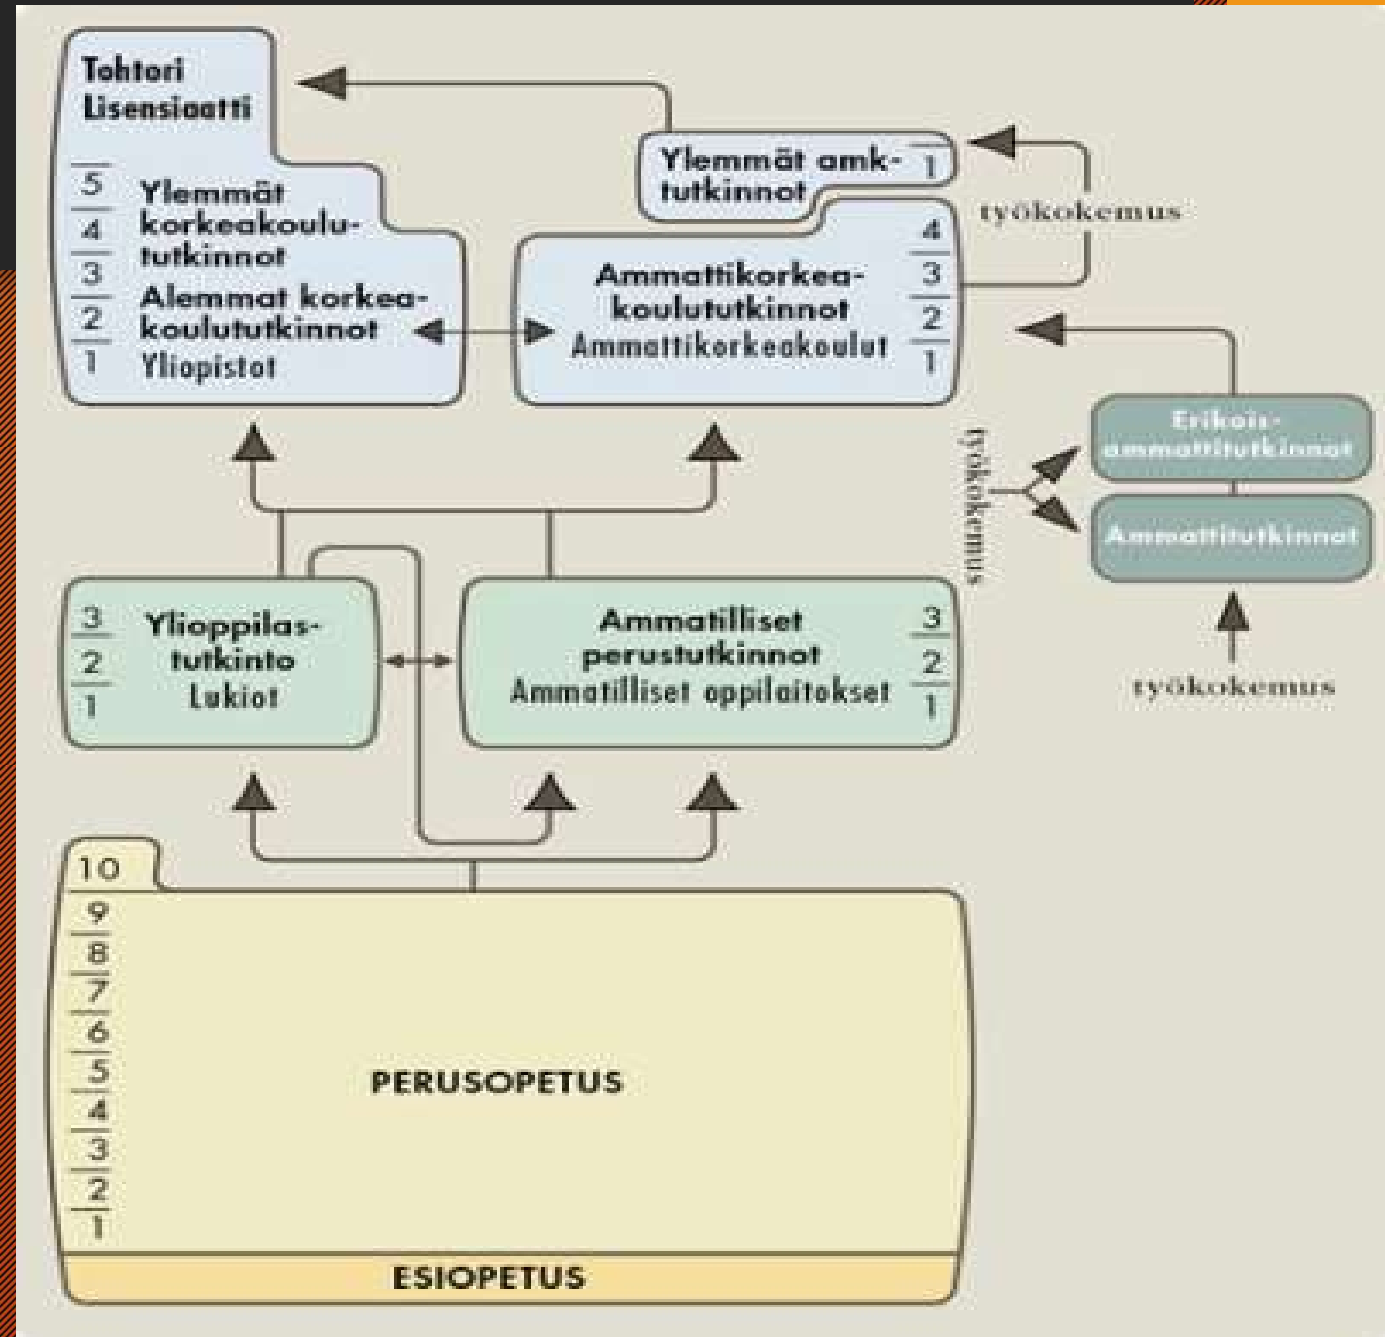 Tohtori
Lisensiaatti
5
4
3
2
1
Ylemmät
korkeakoulu-
tutkinnot
Alemmat korkea-
koulututkinnot
Yliopistot
Ylemmät amk-
tutkinnot
1
työkokemus
Ammattikorkea-
koulututkinnot
Ammattikorkeakoulut
4
3
2
1
Erikois-
ammattitutkinnot
Ammattitutkinnot
työkokemus
työkokemus
3
2
1
Ylioppilas-
tutkinto
Lukiot
Ammatilliset
perustutkinnot
Ammatilliset oppilaitokset
3
2
1
10
9
8
7
6
5
4
3
2
1
PERUSOPETUS
ESIOPETUS